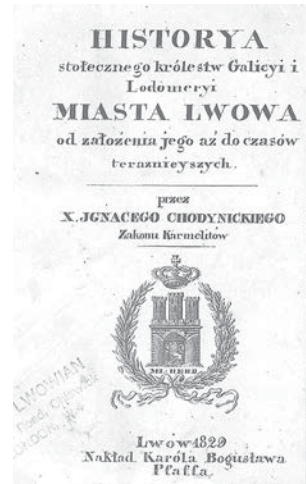 HISTORYA
stołecznego królestw Galicyi i
Lodomeryi
MIASTA LWOWA
od założenia jego aż do czasów
teraznieyszych.
przez
X. JGNACEGO CHODYNICKIEGO
Zakonu Karmelitów
Lwów 1829
Nakład Karóla Bogusława
Pfaffa.
LWOWIAN